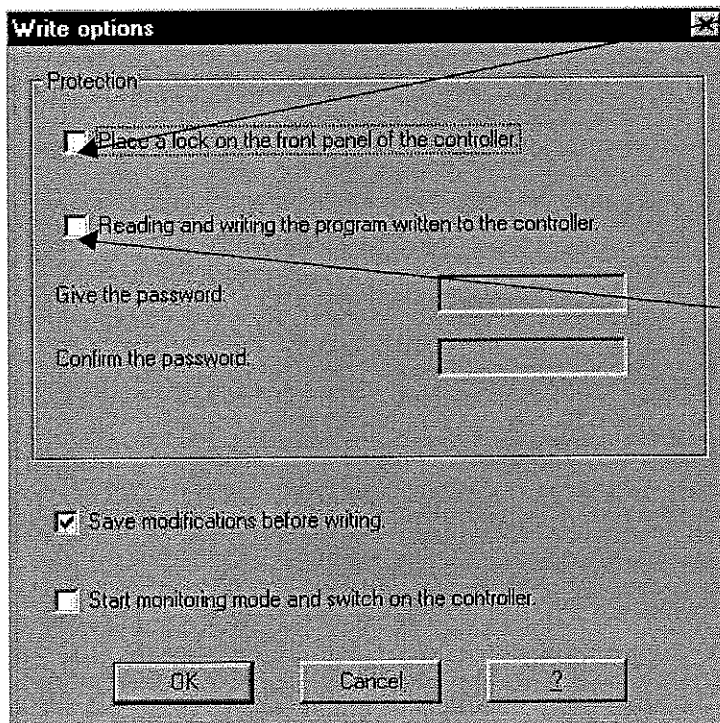 Write options
Protection
Place a lock on the front panel of the controller.
Reading and writing the program written to the controller.
Give the password:
Confirm the password:
Save modifications before writing.
Start monitoring mode and switch on the controller.
OK Cancel ?